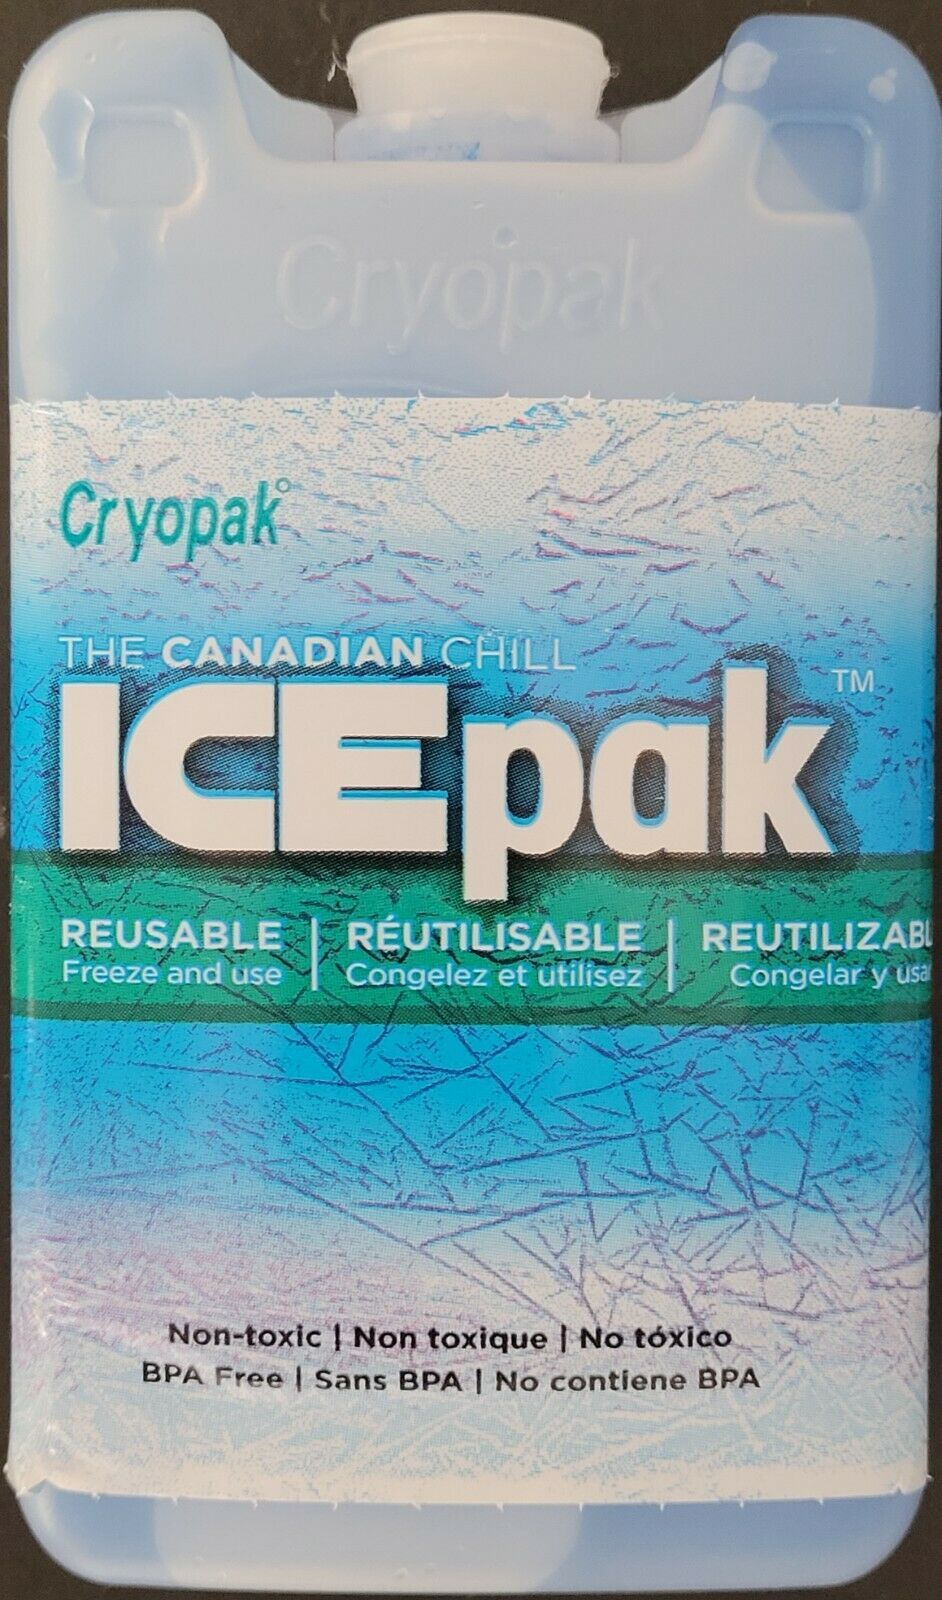 Cryopak
Cryopak
THE CANADIAN CHILL
ICEpak™
REUSABLE | RÉUTILISABLE | REUTILIZABL
Freeze and use | Congelez et utilisez | Congelar y usar
Non-toxic | Non toxique | No tóxico
BPA Free | Sans BPA | No contiene BPA